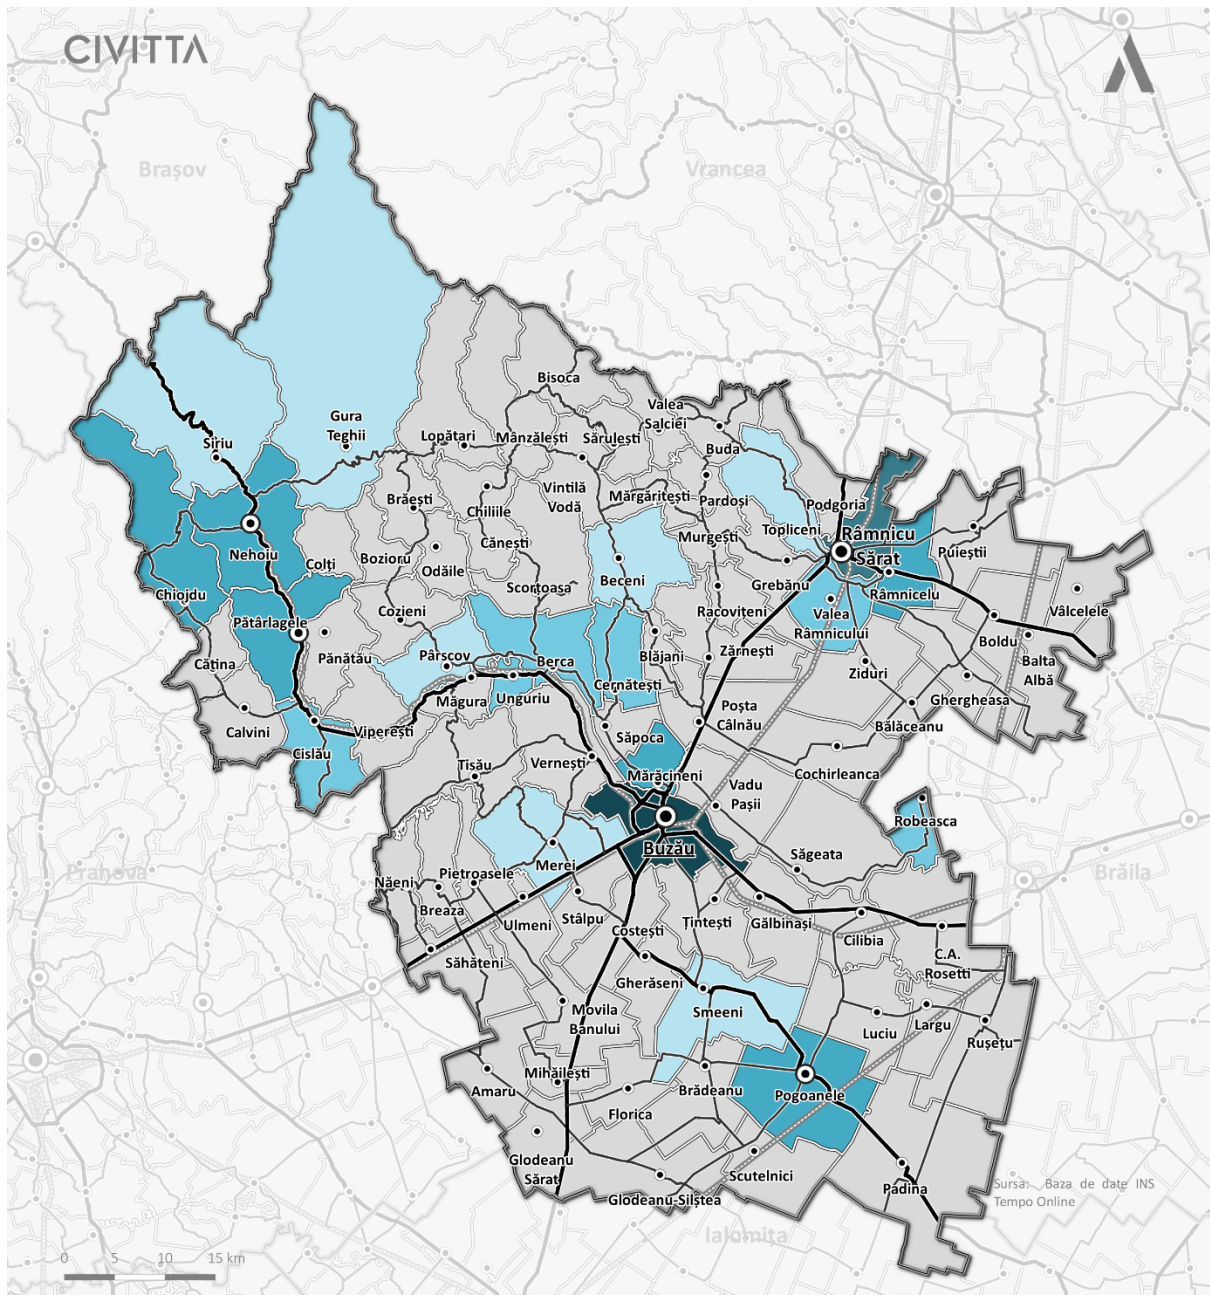 CIVITTA
Brașov
Vrancea
Bisoca
Valea
Salciei
Gura
Teghii
Siriu
Lopătari
Mânzălești
Sărulești
Buda
Brăești
Vintilă
Vodă
Mărgăritești
Pardoși
Podgoria
Chiliile
Topliceni
Râmnicu
Sărat
Murgești
Puieștii
Nehoiu
Colți
Bozioru
Odăile
Cănești
Beceni
Grebănu
Râmnicelu
Scorțoasa
Chiojdu
Cozieni
Racovițeni
Valea
Râmnicului
Vâlcelele
Pătârlagele
Boldu
Zărnești
Balta
Albă
Cătina
Pănătău
Pârscov
Berca
Blăjani
Ziduri
Cernătești
Măgura
Unguriu
Ghergheasa
Poșta
Câlnău
Calvini
Viperești
Bălăceanu
Săpoca
Cislău
Tisău
Vernești
Mărăcineni
Cochirleanca
Vadu
Pașii
Robeasca
Buzău
Săgeata
Prahova
Brăila
Merei
Năeni
Pietroasele
Breaza
Ulmeni
Stâlpu
Țintești
Gălbinași
Costești
Cilibia
C.A.
Rosetti
Săhăteni
Gherăseni
Movila
Banului
Smeeni
Luciu
Largu
Rușețu
Mihăilești
Amaru
Brădeanu
Pogoanele
Florica
Glodeanu
Sărat
Scutelnici
Padina
Glodeanu-Siliștea
Sursa: Baza de date INS
Tempo Online
Ialomița
0 5 10 15 km